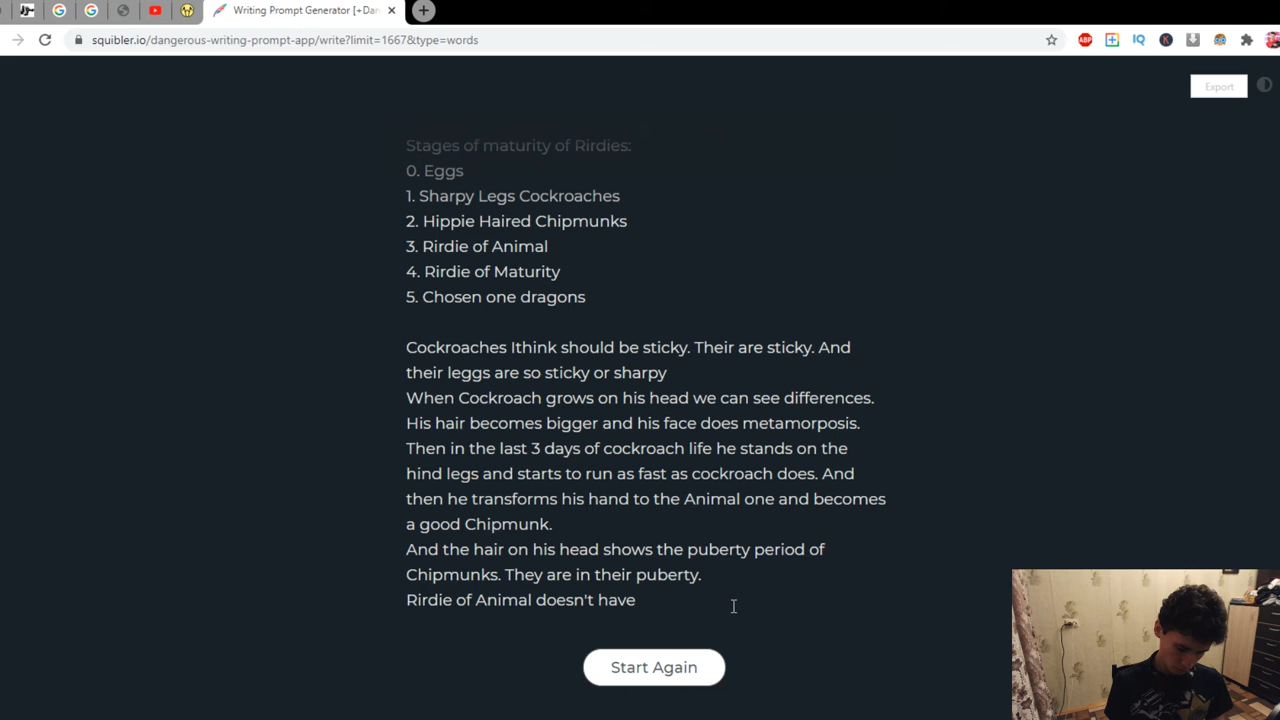 Writing Prompt Generator [+Dan
squibler.io/dangerous-writing-prompt-app/write?limit=1667&type=words
ABP
IQ
K
Export
Stages of maturity of Rirdies:
0. Eggs
1. Sharpy Legs Cockroaches
2. Hippie Haired Chipmunks
3. Rirdie of Animal
4. Rirdie of Maturity
5. Chosen one dragons
Cockroaches Ithink should be sticky. Their are sticky. And
their leggs are so sticky or sharpy
When Cockroach grows on his head we can see differences.
His hair becomes bigger and his face does metamorposis.
Then in the last 3 days of cockroach life he stands on the
hind legs and starts to run as fast as cockroach does. And
then he transforms his hand to the Animal one and becomes
a good Chipmunk.
And the hair on his head shows the puberty period of
Chipmunks. They are in their puberty.
Rirdie of Animal doesn't have
Start Again